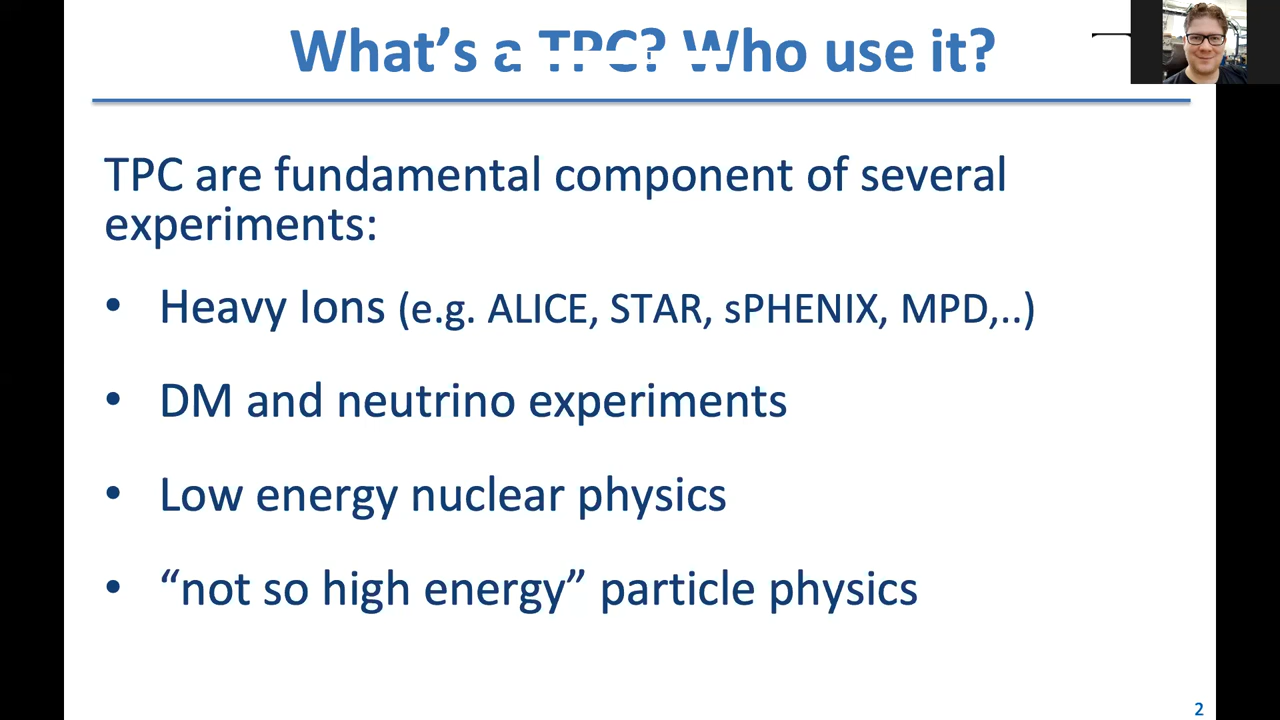 What’s a TPC? Who use it?
TPC are fundamental component of several
experiments:
• Heavy Ions (e.g. ALICE, STAR, sPHENIX, MPD,..)
• DM and neutrino experiments
• Low energy nuclear physics
• “not so high energy” particle physics
2